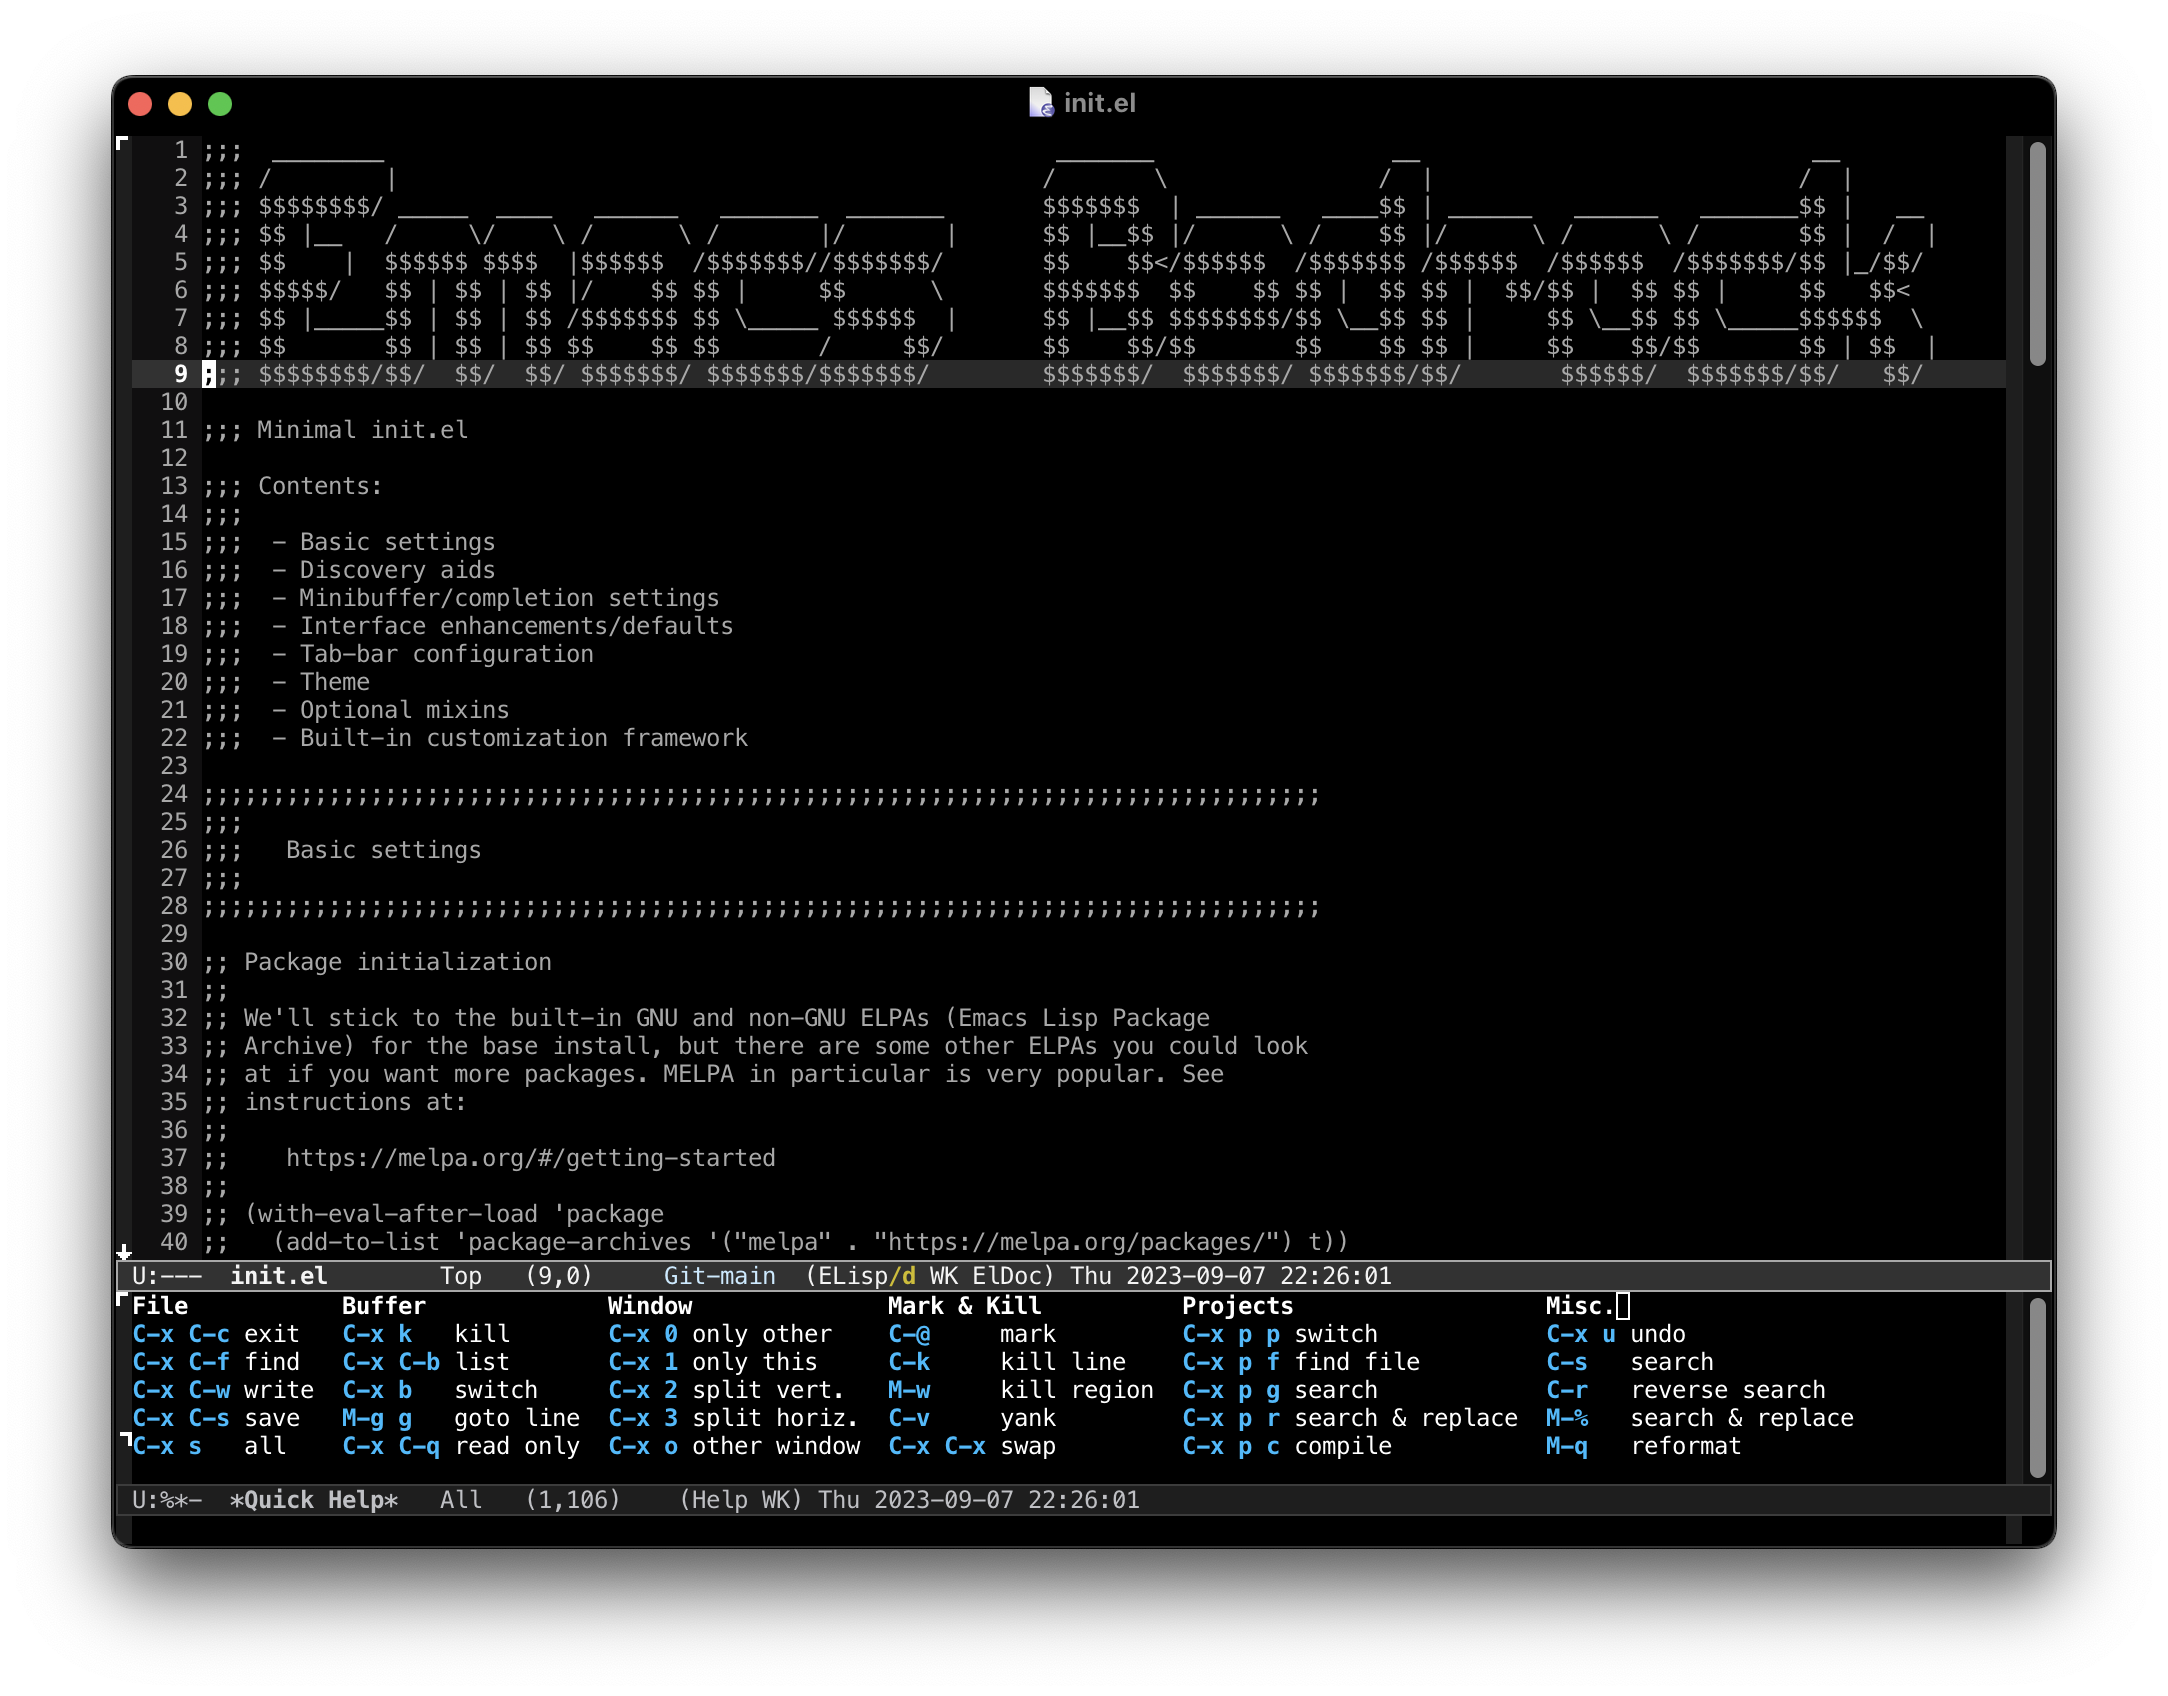 init.el
1 ;;;  ________                                                _______                 __                            __
2 ;;; /        |                                              /       \               /  |                          /  |
3 ;;; $$$$$$$$/ _____  ____   ______   _______  _______       $$$$$$$  | ______   ____$$ | ______   ______   _______$$ |   __
4 ;;; $$ |__   /     \/    \ /      \ /       |/       |      $$ |__$$ |/      \ /    $$ |/      \ /      \ /       $$ |  /  |
5 ;;; $$    |  $$$$$$ $$$$  |$$$$$$  /$$$$$$$//$$$$$$$/       $$    $$</$$$$$$  /$$$$$$$ /$$$$$$  /$$$$$$  /$$$$$$$/$$ |_/$$/
6 ;;; $$$$$/   $$ | $$ | $$ |/    $$ $$ |     $$      \       $$$$$$$  $$    $$ $$ |  $$ $$ |  $$/$$ |  $$ $$ |     $$   $$<
7 ;;; $$ |_____$$ | $$ | $$ /$$$$$$$ $$ \_____ $$$$$$  |      $$ |__$$ $$$$$$$$/$$ \__$$ $$ |     $$ \__$$ $$ \_____$$$$$$  \
8 ;;; $$       $$ | $$ | $$ $$    $$ $$       /     $$/       $$    $$/$$       $$    $$ $$ |     $$    $$/$$       $$ | $$  |
9 ;;; $$$$$$$$/$$/  $$/  $$/ $$$$$$$/ $$$$$$$/$$$$$$$/        $$$$$$$/  $$$$$$$/ $$$$$$$/$$/       $$$$$$/  $$$$$$$/$$/   $$/
10
11 ;;; Minimal init.el
12
13 ;;; Contents:
14 ;;;
15 ;;;  - Basic settings
16 ;;;  - Discovery aids
17 ;;;  - Minibuffer/completion settings
18 ;;;  - Interface enhancements/defaults
19 ;;;  - Tab-bar configuration
20 ;;;  - Theme
21 ;;;  - Optional mixins
22 ;;;  - Built-in customization framework
23
24 ;;;;;;;;;;;;;;;;;;;;;;;;;;;;;;;;;;;;;;;;;;;;;;;;;;;;;;;;;;;;;;;;;;;;;;;;;;;;;;;;
25 ;;;
26 ;;;   Basic settings
27 ;;;
28 ;;;;;;;;;;;;;;;;;;;;;;;;;;;;;;;;;;;;;;;;;;;;;;;;;;;;;;;;;;;;;;;;;;;;;;;;;;;;;;;;
29
30 ;; Package initialization
31 ;;
32 ;; We'll stick to the built-in GNU and non-GNU ELPAs (Emacs Lisp Package
33 ;; Archive) for the base install, but there are some other ELPAs you could look
34 ;; at if you want more packages. MELPA in particular is very popular. See
35 ;; instructions at:
36 ;;
37 ;;    https://melpa.org/#/getting-started
38 ;;
39 ;; (with-eval-after-load 'package
40 ;;   (add-to-list 'package-archives '("melpa" . "https://melpa.org/packages/") t))
U:---  init.el        Top   (9,0)     Git-main  (ELisp/d WK ElDoc) Thu 2023-09-07 22:26:01
File           Buffer             Window              Mark & Kill          Projects                  Misc.
C-x C-c exit   C-x k   kill       C-x 0 only other    C-@     mark         C-x p p switch            C-x u undo
C-x C-f find   C-x C-b list       C-x 1 only this     C-k     kill line    C-x p f find file         C-s   search
C-x C-w write  C-x b   switch     C-x 2 split vert.   M-w     kill region  C-x p g search            C-r   reverse search
C-x C-s save   M-g g   goto line  C-x 3 split horiz.  C-v     yank         C-x p r search & replace  M-%   search & replace
C-x s   all    C-x C-q read only  C-x o other window  C-x C-x swap         C-x p c compile           M-q   reformat
U:%*-  *Quick Help*   All   (1,106)    (Help WK) Thu 2023-09-07 22:26:01